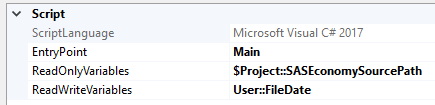 Script
ScriptLanguage Microsoft Visual C# 2017
EntryPoint Main
ReadOnlyVariables $Project::SASEconomySourcePath
ReadWriteVariables User::FileDate